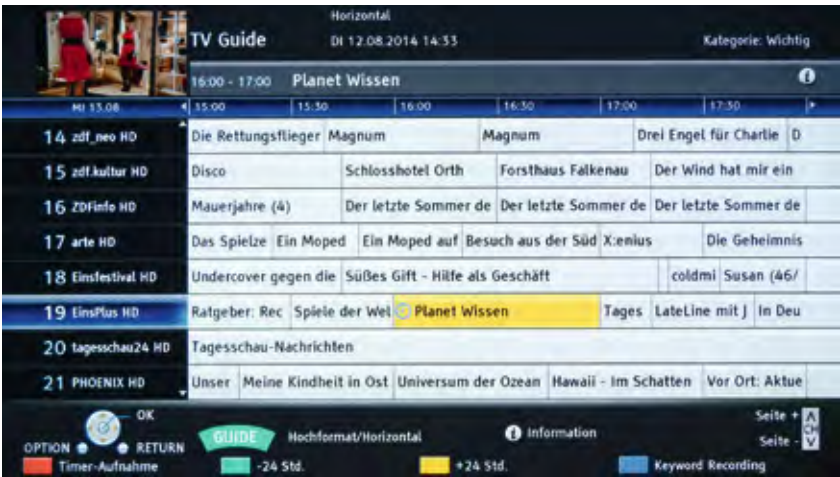 Horizontal
TV Guide
DI 12.08.2014 14:33
Kategorie: Wichtig
16:00 - 17:00 Planet Wissen
MI 13.08 15:00 15:30 16:00 16:30 17:00 17:30
14 zdf_neo HD Die Rettungsflieger Magnum Magnum Drei Engel für Charlie D
15 zdf.kultur HD Disco Schlosshotel Orth Forsthaus Falkenau Der Wind hat mir ein
16 ZDFinfo HD Mauerjahre (4) Der letzte Sommer de Der letzte Sommer de Der letzte Sommer de
17 arte HD Das Spielze Ein Moped Ein Moped auf Besuch aus der Süd X:enius Die Geheimnis
18 Einsfestival HD Undercover gegen die Süßes Gift - Hilfe als Geschäft coldmi Susan (46/
19 EinsPlus HD Ratgeber: Rec Spiele der Wel Planet Wissen Tages LateLine mit J In Deu
20 tagesschau24 HD Tagesschau-Nachrichten
21 PHOENIX HD Unser Meine Kindheit in Ost Universum der Ozean Hawaii - Im Schatten Vor Ort: Aktue
OK
OPTION RETURN
GUIDE Hochformat/Horizontal
i Information
Seite +
CH
Seite -
Timer-Aufnahme -24 Std. +24 Std. Keyword Recording